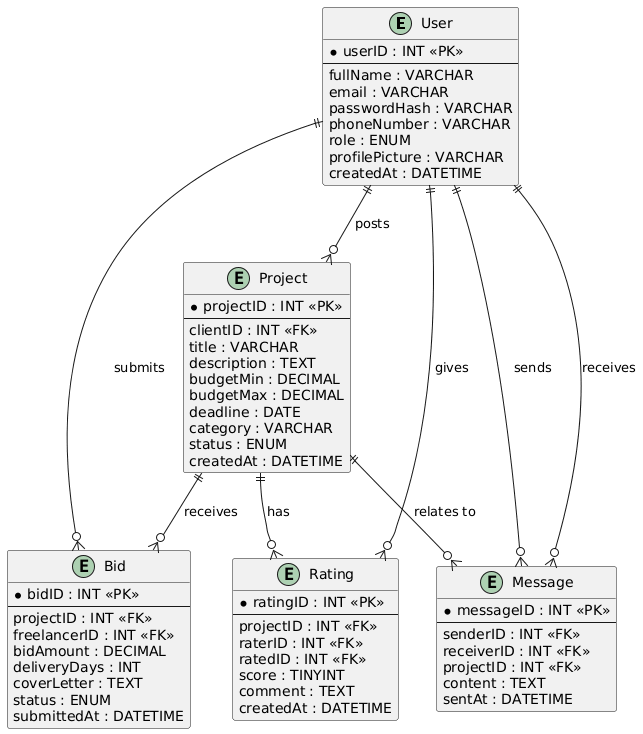 E User
* userID : INT «PK»
fullName : VARCHAR
email : VARCHAR
passwordHash : VARCHAR
phoneNumber : VARCHAR
role : ENUM
profilePicture : VARCHAR
createdAt : DATETIME
posts
E Project
* projectID : INT «PK»
clientID : INT «FK»
title : VARCHAR
description : TEXT
budgetMin : DECIMAL
budgetMax : DECIMAL
deadline : DATE
category : VARCHAR
status : ENUM
createdAt : DATETIME
submits
gives
sends
receives
receives
has
relates to
E Bid
* bidID : INT «PK»
projectID : INT «FK»
freelancerID : INT «FK»
bidAmount : DECIMAL
deliveryDays : INT
coverLetter : TEXT
status : ENUM
submittedAt : DATETIME
E Rating
* ratingID : INT «PK»
projectID : INT «FK»
raterID : INT «FK»
ratedID : INT «FK»
score : TINYINT
comment : TEXT
createdAt : DATETIME
E Message
* messageID : INT «PK»
senderID : INT «FK»
receiverID : INT «FK»
projectID : INT «FK»
content : TEXT
sentAt : DATETIME